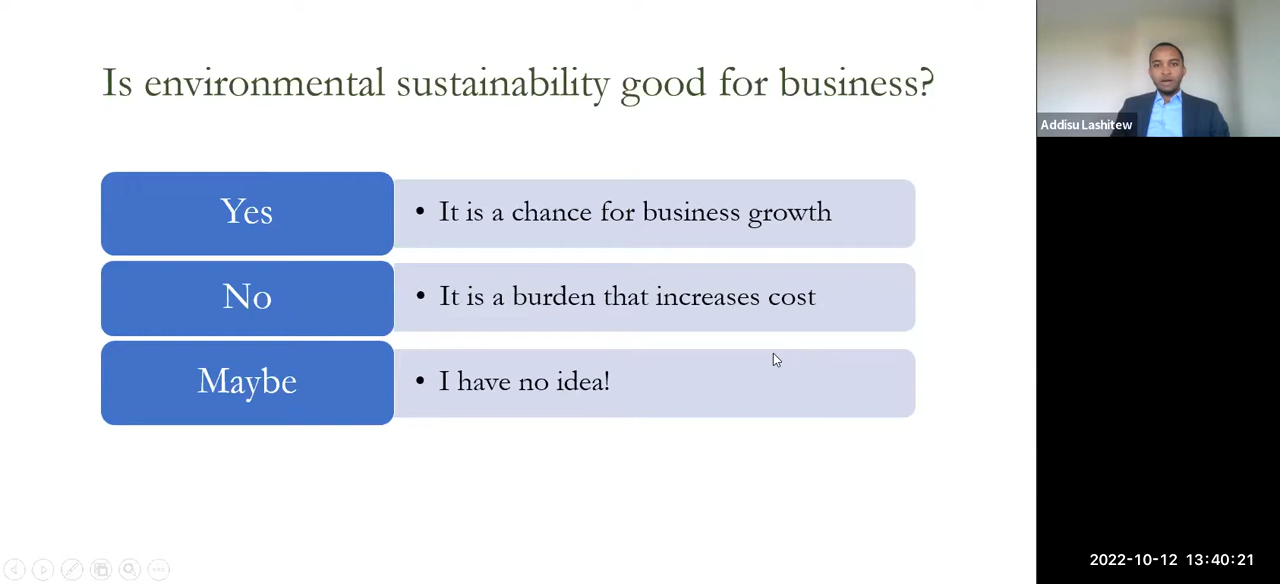 Is environmental sustainability good for business?
Yes
• It is a chance for business growth
No
• It is a burden that increases cost
Maybe
• I have no idea!
Addisu Lashitew
2022-10-12 13:40:21